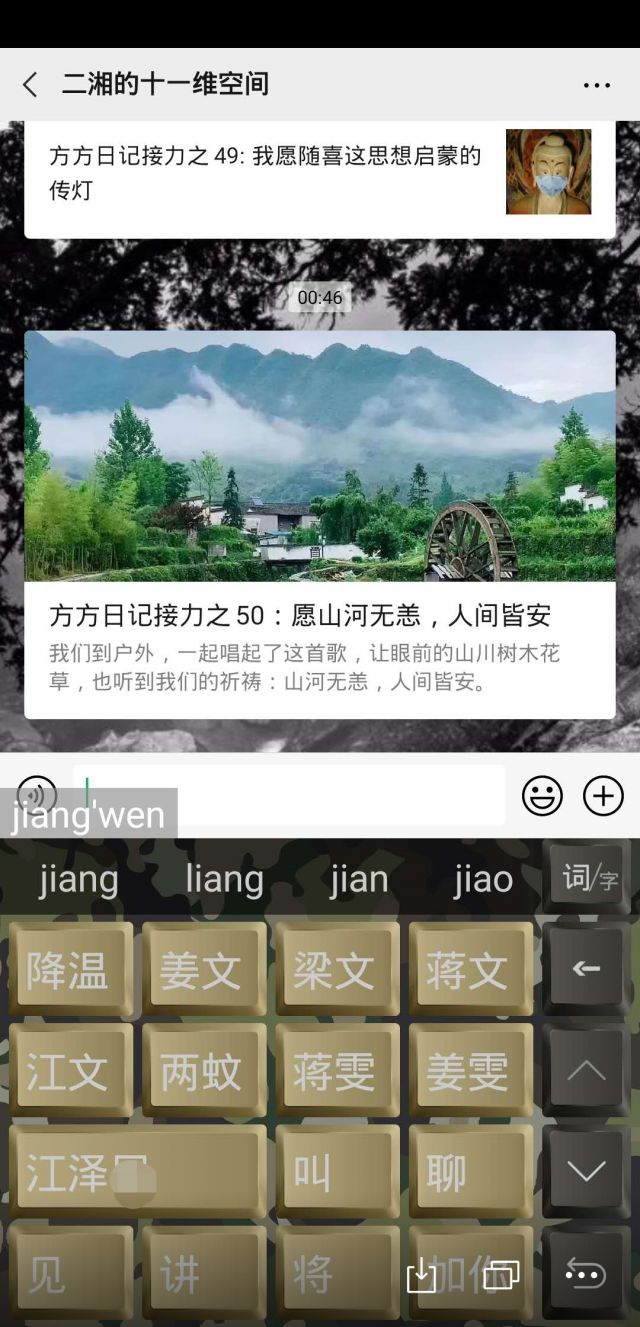 二湘的十一维空间
方方日记接力之 49: 我愿随喜这思想启蒙的
传灯
00:46
方方日记接力之 50：愿山河无恙，人间皆安
我们到户外，一起唱起了这首歌，让眼前的山川树木花
草，也听到我们的祈祷：山河无恙，人间皆安。
jiang'wen
jiang liang jian jiao 词/字
降温 姜文 梁文 蒋文
江文 两蚊 蒋雯 姜雯
江泽 叫 聊
见 讲 将 加你